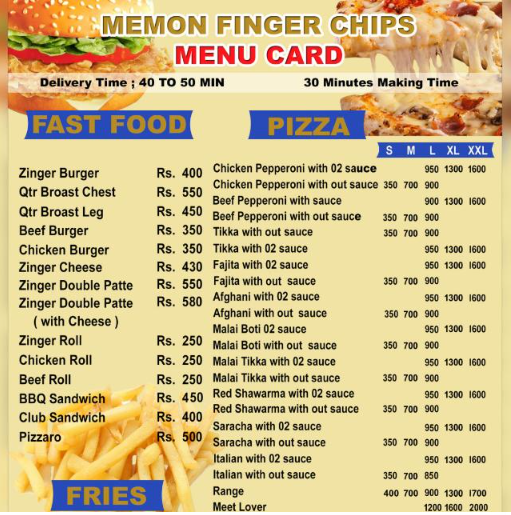 MEMON FINGER CHIPS
MENU CARD
Delivery Time ; 40 TO 50 MIN
30 Minutes Making Time
FAST FOOD
Zinger Burger Rs. 400
Qtr Broast Chest Rs. 550
Qtr Broast Leg Rs. 450
Beef Burger Rs. 350
Chicken Burger Rs. 350
Zinger Cheese Rs. 430
Zinger Double Patte Rs. 550
Zinger Double Patte Rs. 580
( with Cheese )
Zinger Roll Rs. 250
Chicken Roll Rs. 250
Beef Roll Rs. 250
BBQ Sandwich Rs. 450
Club Sandwich Rs. 400
Pizzaro Rs. 500
FRIES
PIZZA
S M L XL XXL
Chicken Pepperoni with 02 sauce 950 1300 1600
Chicken Pepperoni with out sauce 350 700 900
Beef Pepperoni with sauce 900 1300 1600
Beef Pepperoni with out sauce 350 700 900
Tikka with out sauce 350 700 900
Tikka with 02 sauce 950 1300 1600
Fajita with 02 sauce 950 1300 1600
Fajita with out sauce 350 700 900
Afghani with 02 sauce 950 1300 1600
Afghani with out sauce 350 700 900
Malai Boti 02 sauce 950 1300 1600
Malai Boti with out sauce 350 700 900
Malai Tikka with 02 sauce 950 1300 1600
Malai Tikka with out sauce 350 700 900
Red Shawarma with 02 sauce 950 1300 1600
Red Shawarma with out sauce 350 700 900
Saracha with 02 sauce 950 1300 1600
Saracha with out sauce 350 700 900
Italian with 02 sauce 950 1300 1600
Italian with out sauce 350 700 850
Range 400 700 900 1300 1700
Meet Lover 1200 1600 2000